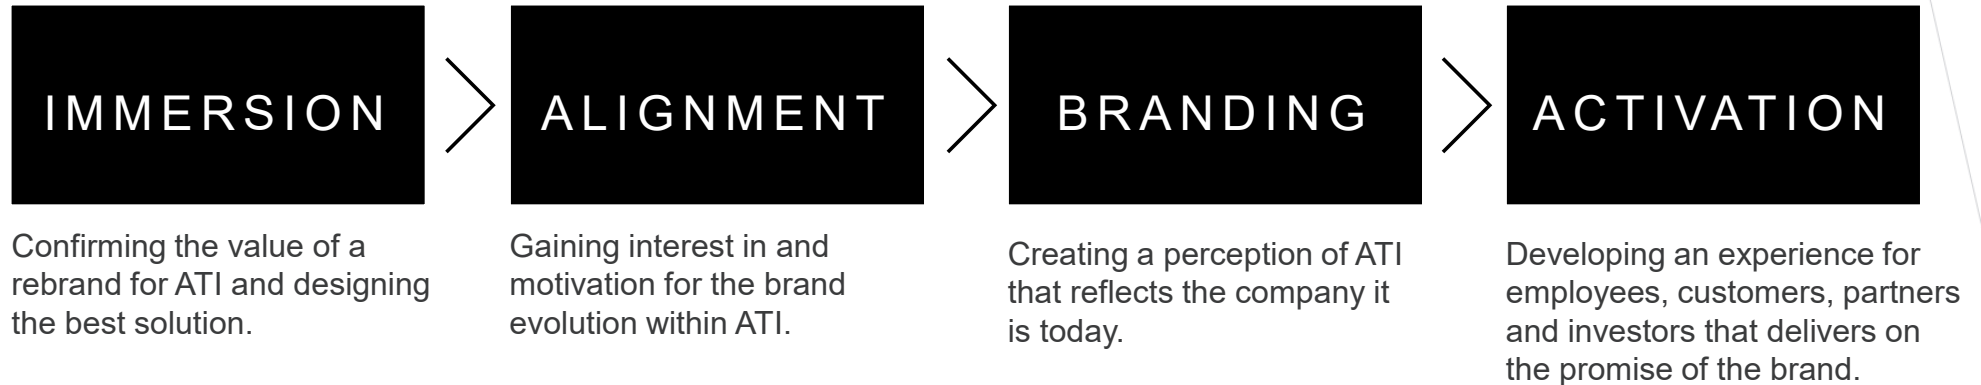 IMMERSION
Confirming the value of a
rebrand for ATI and designing
the best solution.
ALIGNMENT
Gaining interest in and
motivation for the brand
evolution within ATI.
BRANDING
Creating a perception of ATI
that reflects the company it
is today.
ACTIVATION
Developing an experience for
employees, customers, partners
and investors that delivers on
the promise of the brand.